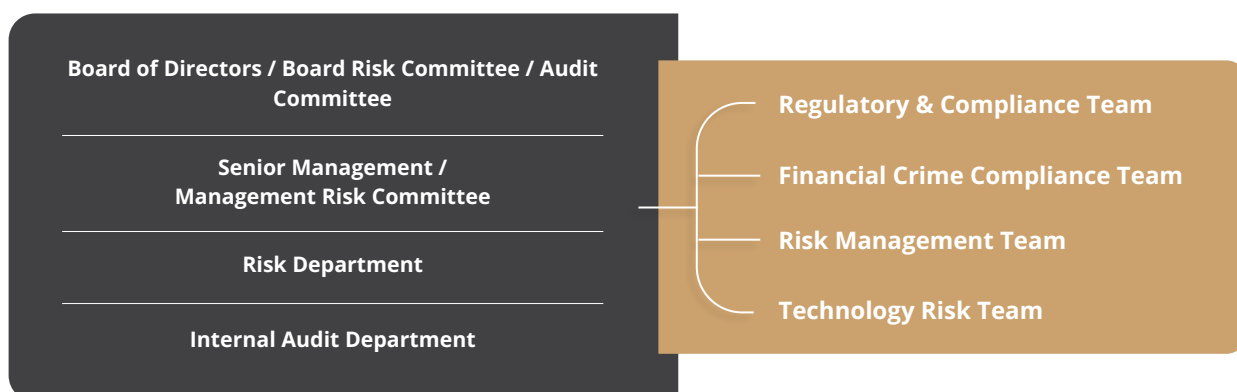 Board of Directors / Board Risk Committee / Audit
Committee
Senior Management /
Management Risk Committee
Risk Department
Internal Audit Department
Regulatory & Compliance Team
Financial Crime Compliance Team
Risk Management Team
Technology Risk Team